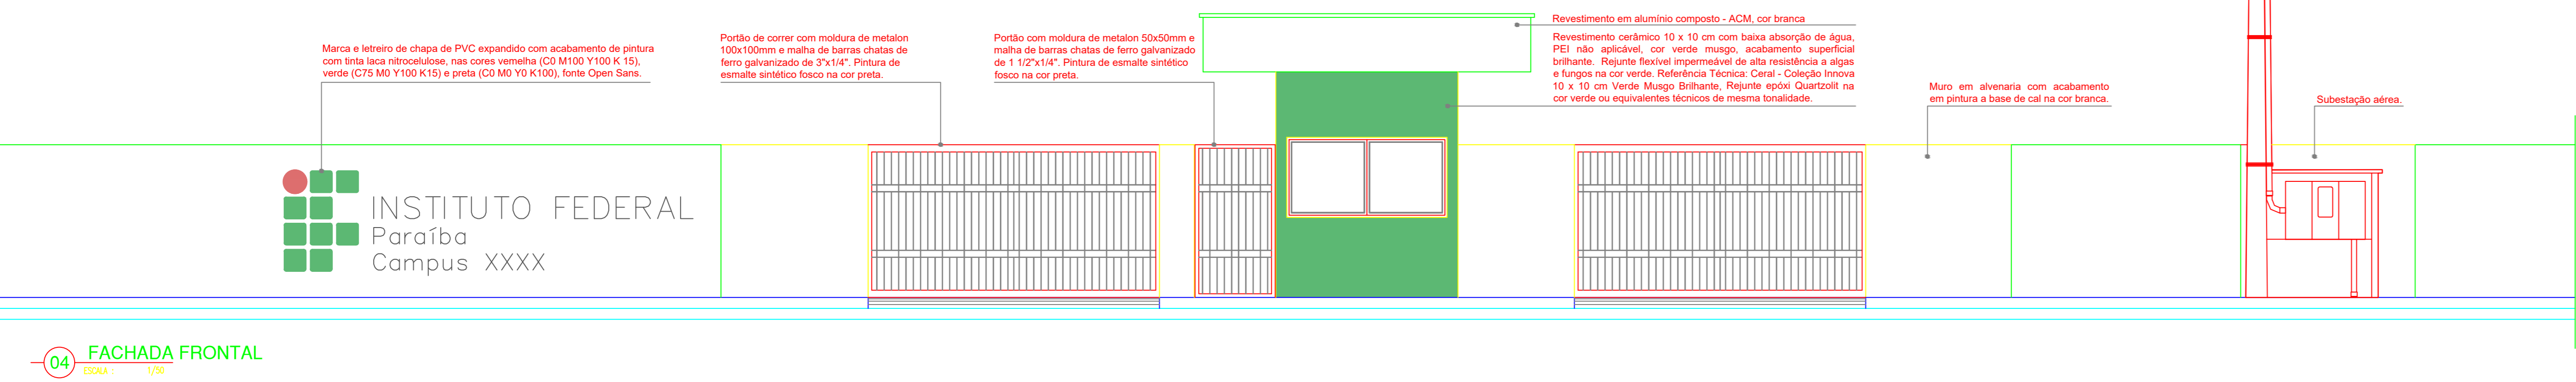 Marca e letreiro de chapa de PVC expandido com acabamento de pintura
com tinta laca nitrocelulose, nas cores vemelha (C0 M100 Y100 K 15),
verde (C75 M0 Y100 K15) e preta (C0 M0 Y0 K100), fonte Open Sans.
Portão de correr com moldura de metalon
100x100mm e malha de barras chatas de
ferro galvanizado de 3"x1/4". Pintura de
esmalte sintético fosco na cor preta.
Portão com moldura de metalon 50x50mm e
malha de barras chatas de ferro galvanizado
de 1 1/2"x1/4". Pintura de esmalte sintético
fosco na cor preta.
Revestimento em alumínio composto - ACM, cor branca
Revestimento cerâmico 10 x 10 cm com baixa absorção de água,
PEI não aplicável, cor verde musgo, acabamento superficial
brilhante. Rejunte flexível impermeável de alta resistência a algas
e fungos na cor verde. Referência Técnica: Ceral - Coleção Innova
10 x 10 cm Verde Musgo Brilhante, Rejunte epóxi Quartzolit na
cor verde ou equivalentes técnicos de mesma tonalidade.
Muro em alvenaria com acabamento
em pintura a base de cal na cor branca.
Subestação aérea.
INSTITUTO FEDERAL
Paraíba
Campus XXXX
04 FACHADA FRONTAL
ESCALA : 1/50